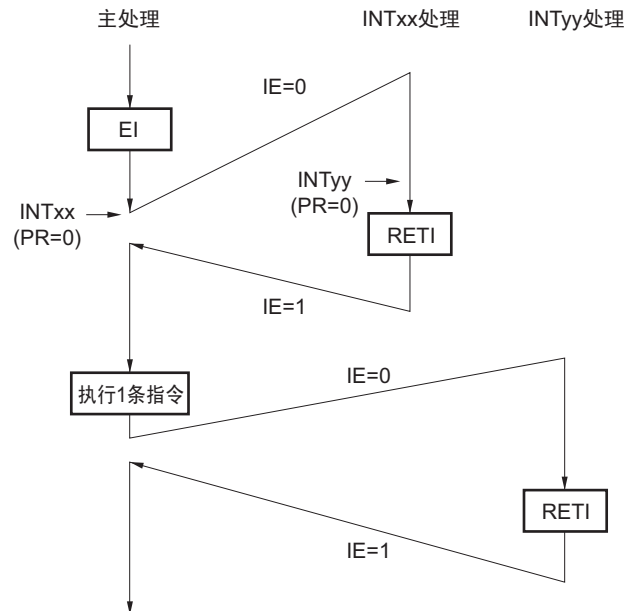 主处理
INTxx处理
INTyy处理
IE=0
EI
INTyy
(PR=0)
INTxx
(PR=0)
RETI
IE=1
IE=0
执行1条指令
RETI
IE=1